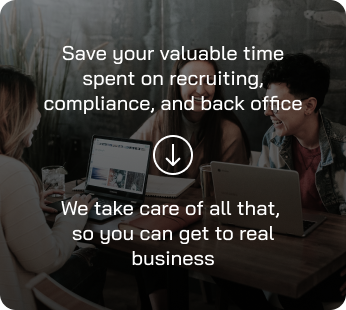 Save your valuable time
spent on recruiting,
compliance, and back office
We take care of all that,
so you can get to real
business